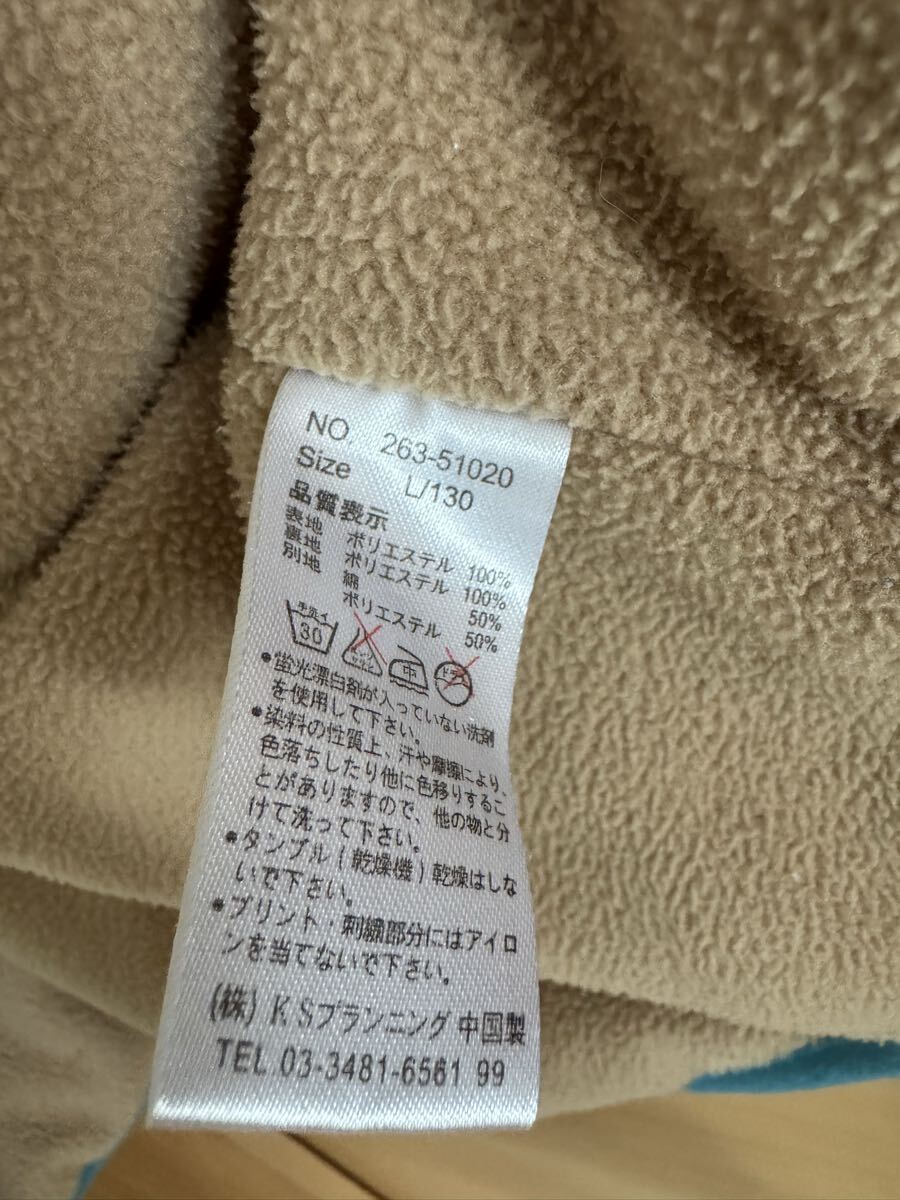 NO. 263-51020
Size L/130
品質表示
表地 ポリエステル 100%
裏地 ポリエステル 100%
別地 綿 50%
ポリエステル 50%
手洗イ
30
中
•蛍光漂白剤が入っていない洗剤
を使用して下さい。
•染料の性質上、汗や摩擦により、
色落ちしたり他に色移りするこ
とがありますので、他の物と分
けて洗って下さい。
•タンブル(乾燥機)乾燥はしな
いで下さい。
•プリント・刺繍部分にはアイロ
ンを当てないで下さい。
(株) K.Sプランニング 中国製
TEL 03-3481-6561 99